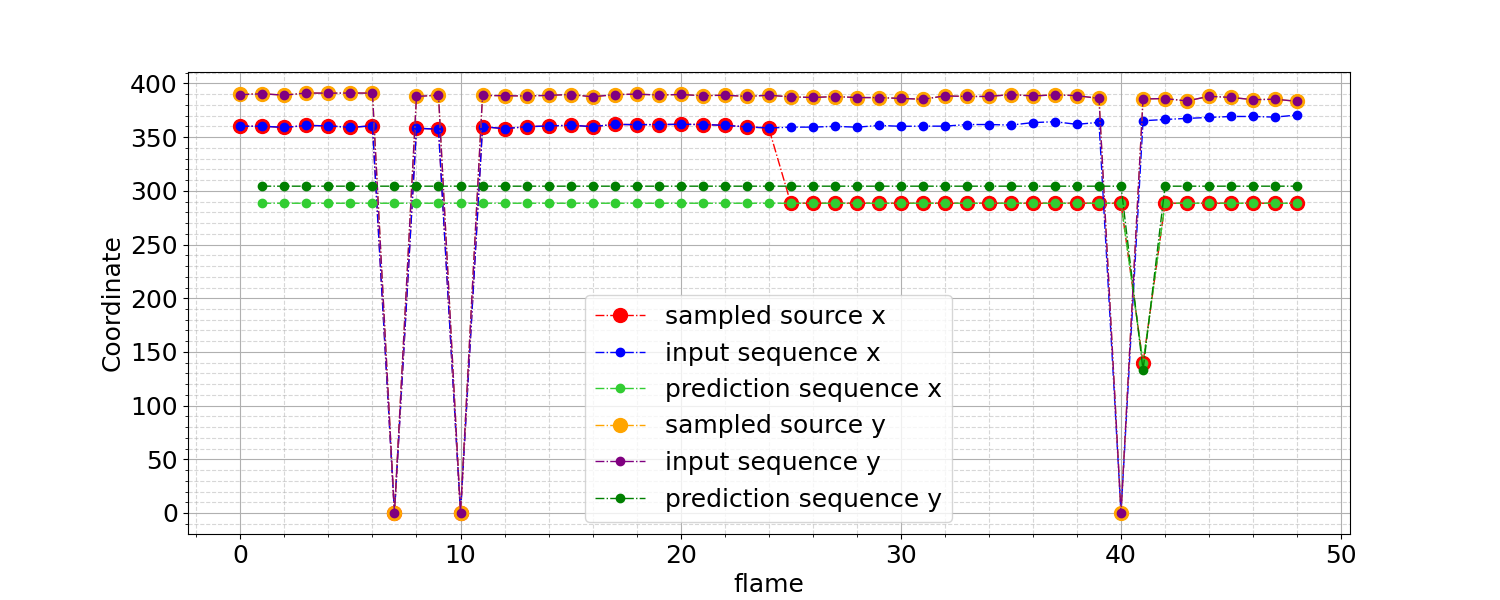 400
350
300
250
200
150
100
50
0
Coordinate
sampled source x
input sequence x
prediction sequence x
sampled source y
input sequence y
prediction sequence y
0 10 20 30 40 50
flame